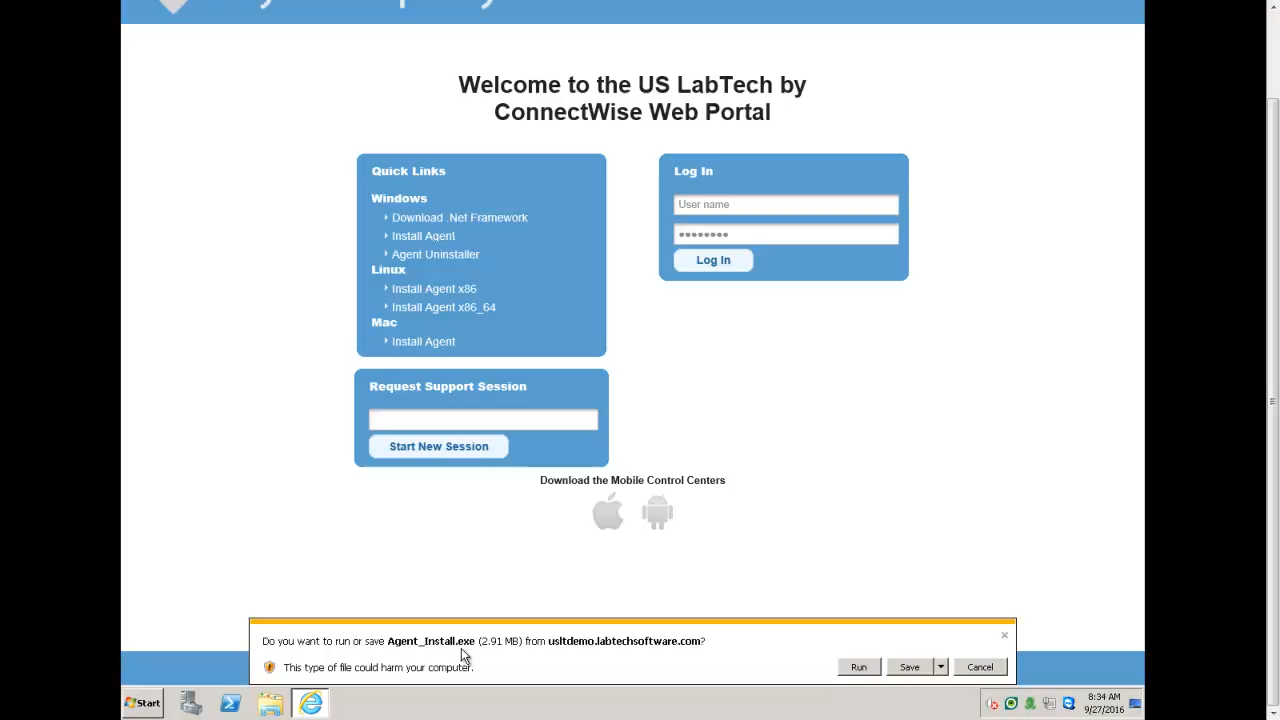 Welcome to the US LabTech by
ConnectWise Web Portal
Quick Links
Windows
Download .Net Framework
Install Agent
Agent Uninstaller
Linux
Install Agent x86
Install Agent x86_64
Mac
Install Agent
Log In
User name
Log In
Request Support Session
Start New Session
Download the Mobile Control Centers
Do you want to run or save Agent_Install.exe (2.91 MB) from usltdemo.labtechsoftware.com?
This type of file could harm your computer.
Run
Save
Cancel
Start
8:34 AM
9/27/2016